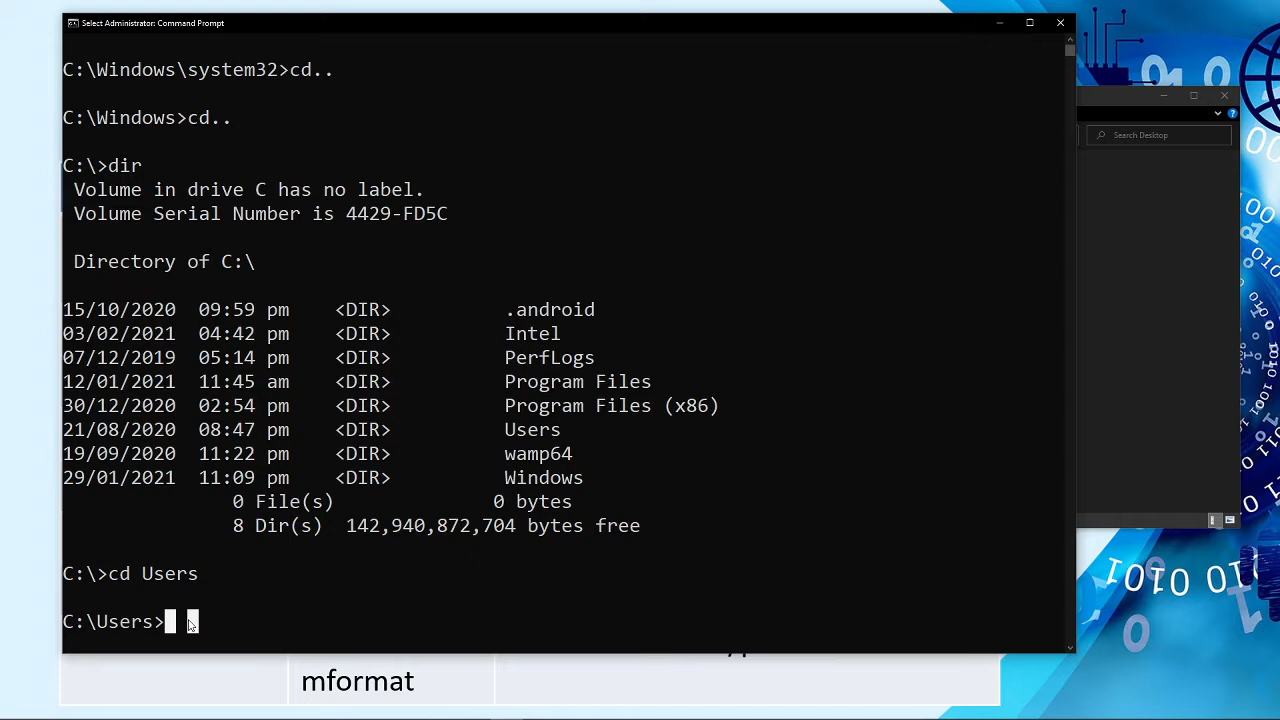 Select Administrator: Command Prompt
C:\Windows\system32>cd..
C:\Windows>cd..
C:\>dir
Volume in drive C has no label.
Volume Serial Number is 4429-FD5C
Directory of C:\
15/10/2020 09:59 pm <DIR> .android
03/02/2021 04:42 pm <DIR> Intel
07/12/2019 05:14 pm <DIR> PerfLogs
12/01/2021 11:45 am <DIR> Program Files
30/12/2020 02:54 pm <DIR> Program Files (x86)
21/08/2020 08:47 pm <DIR> Users
19/09/2020 11:22 pm <DIR> wamp64
29/01/2021 11:09 pm <DIR> Windows
0 File(s) 0 bytes
8 Dir(s) 142,940,872,704 bytes free
C:\>cd Users
C:\Users>
Search Desktop
mformat